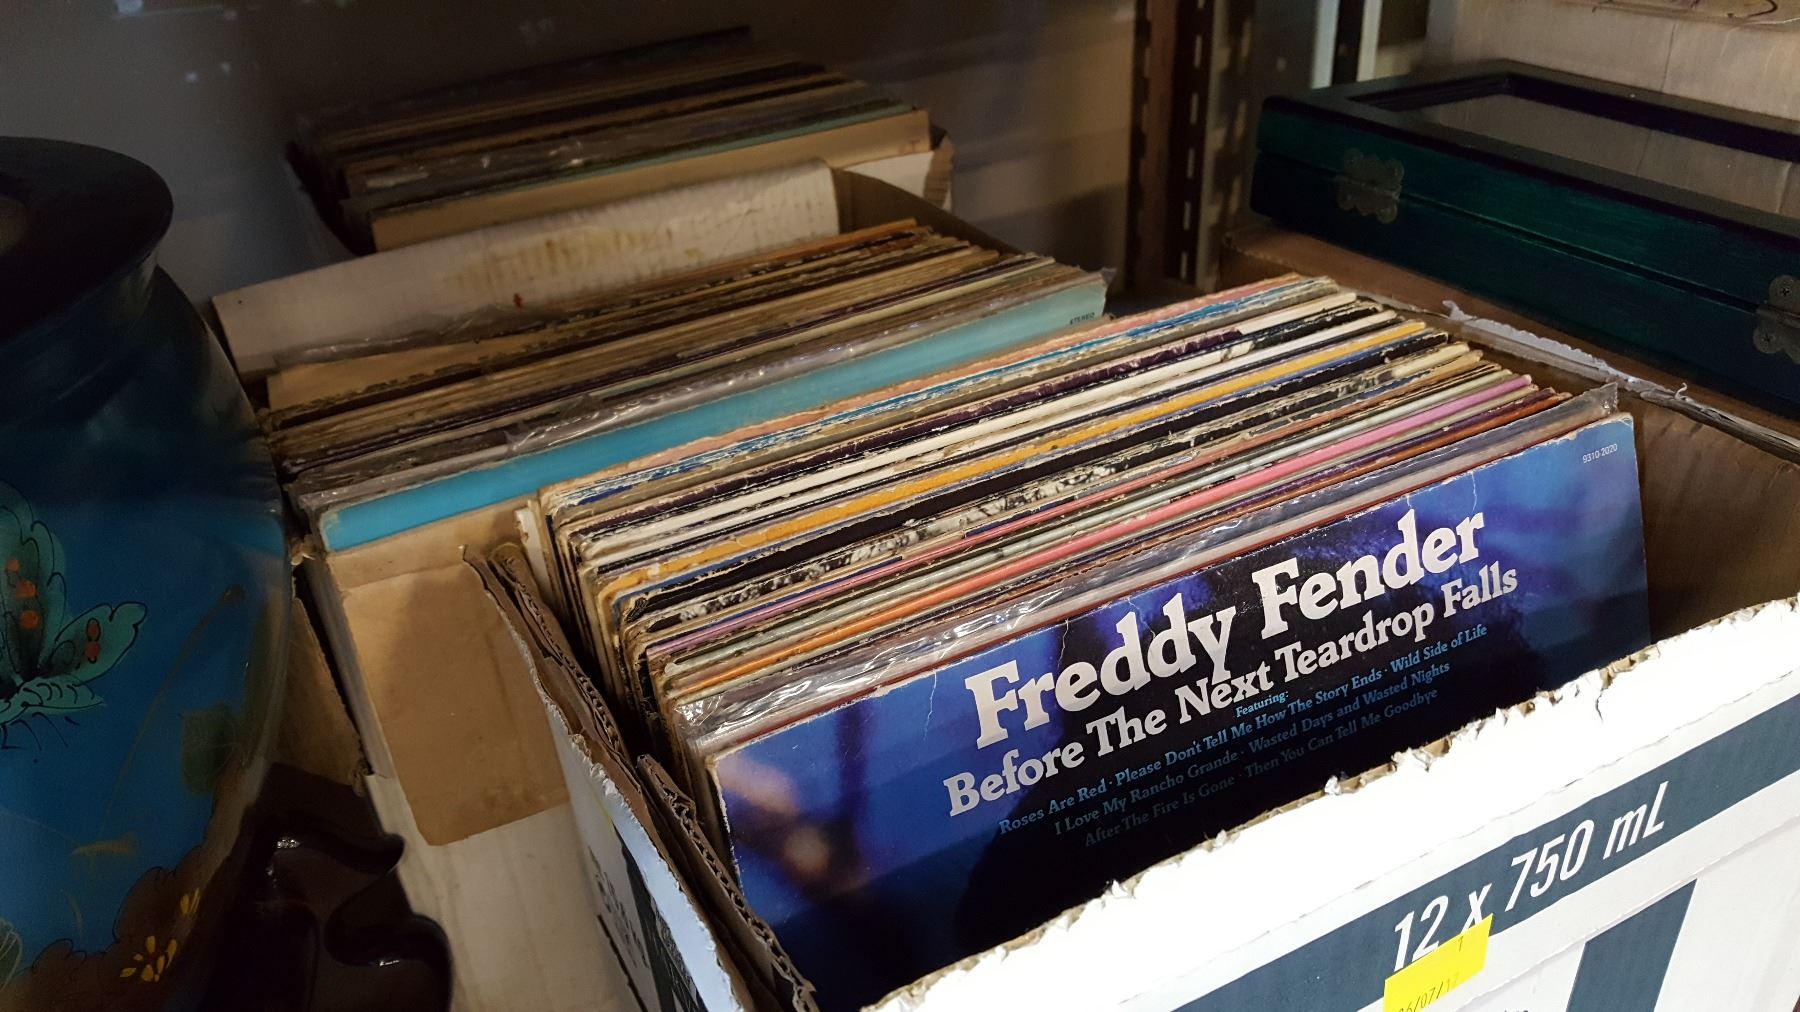 STEREO
9310-2020
Freddy Fender
Before The Next Teardrop Falls
Featuring:
Roses Are Red · Please Don't Tell Me How The Story Ends · Wild Side of Life
I Love My Rancho Grande · Wasted Days and Wasted Nights
After The Fire Is Gone · Then You Can Tell Me Goodbye
12 x 750 mL